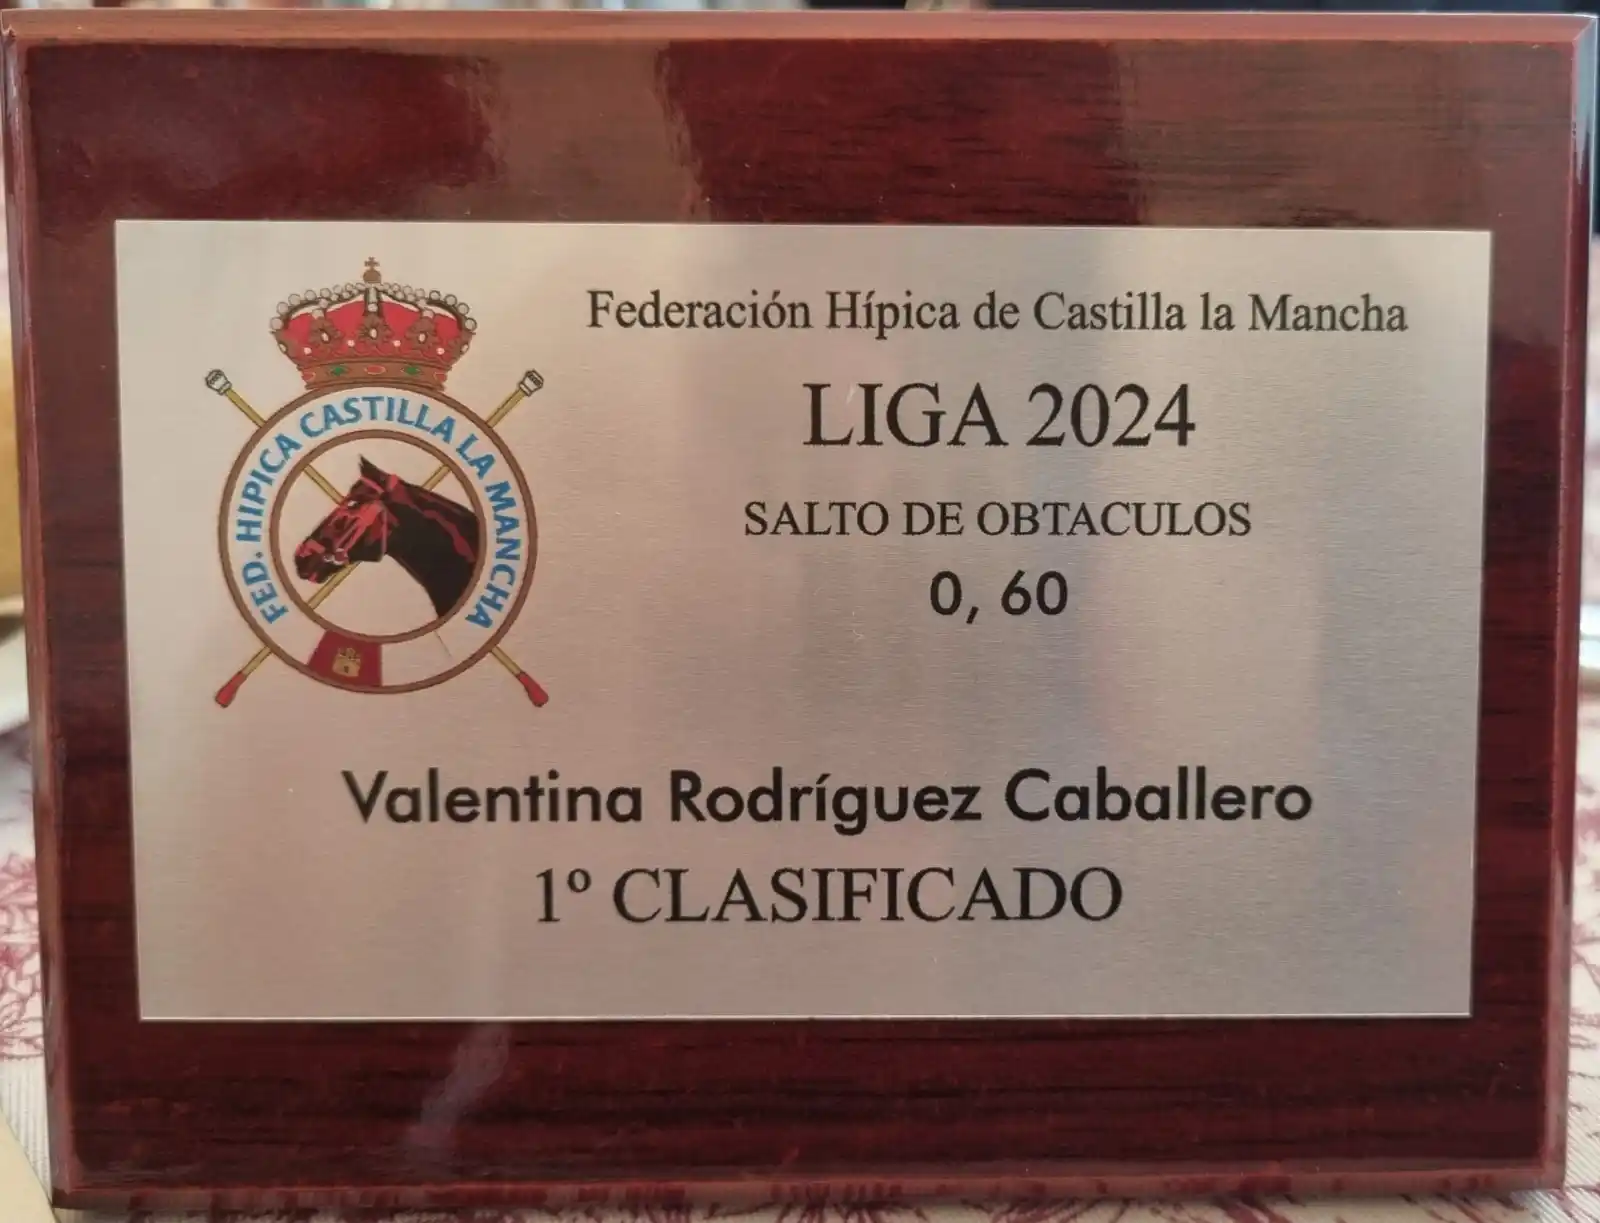 FED. HIPICA CASTILLA LA MANCHA
Federación Hípica de Castilla la Mancha
LIGA 2024
SALTO DE OBTACULOS
0, 60
Valentina Rodríguez Caballero
1º CLASIFICADO